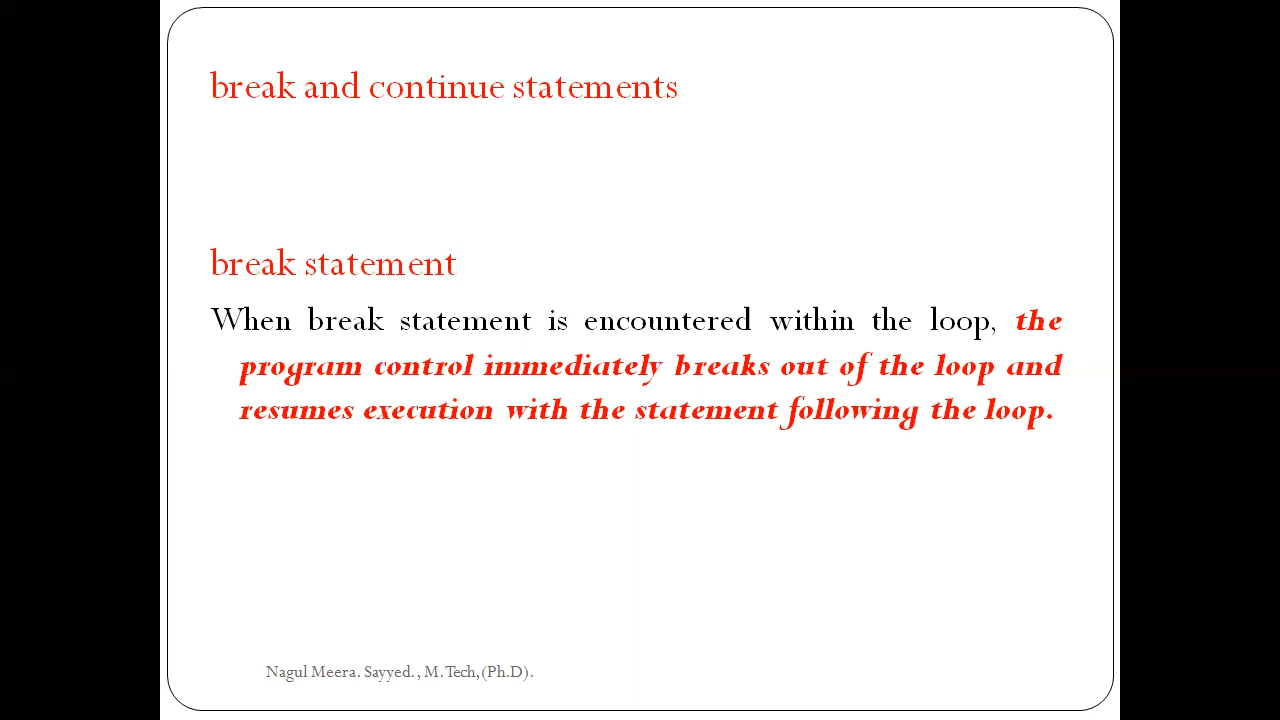 break and continue statements
break statement
When break statement is encountered within the loop, the
program control immediately breaks out of the loop and
resumes execution with the statement following the loop.
Nagul Meera. Sayyed. , M. Tech,(Ph.D).